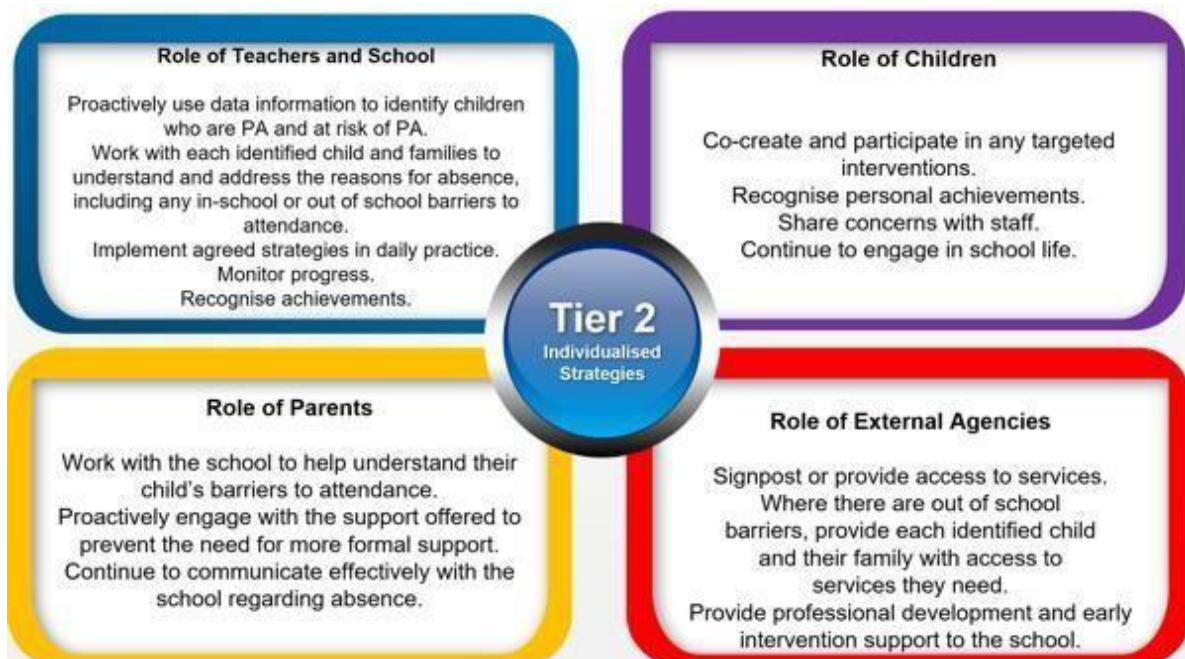 Role of Teachers and School
Proactively use data information to identify children
who are PA and at risk of PA.
Work with each identified child and families to
understand and address the reasons for absence,
including any in-school or out of school barriers to
attendance.
Implement agreed strategies in daily practice.
Monitor progress.
Recognise achievements.
Role of Children
Co-create and participate in any targeted
interventions.
Recognise personal achievements.
Share concerns with staff.
Continue to engage in school life.
Tier 2
Individualised
Strategies
Role of Parents
Work with the school to help understand their
child's barriers to attendance.
Proactively engage with the support offered to
prevent the need for more formal support.
Continue to communicate effectively with the
school regarding absence.
Role of External Agencies
Signpost or provide access to services.
Where there are out of school
barriers, provide each identified child
and their family with access to
services they need.
Provide professional development and early
intervention support to the school.